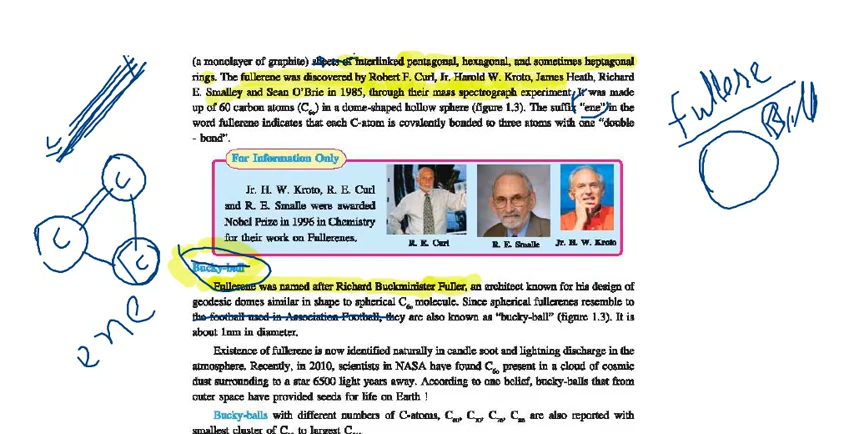 (a monolayer of graphite) sheets of interlinked pentagonal, hexagonal, and sometimes heptagonal
rings. The fullerene was discovered by Robert F. Curl, Jr. Harold W. Kroto, James Heath, Richard
E. Smalley and Sean O'Brie in 1985, through their mass spectrograph experiment. It was made
up of 60 carbon atoms (C60) in a dome-shaped hollow sphere (figure 1.3). The suffix "ene" in the
word fullerene indicates that each C-atom is covalently bonded to three atoms with one "double
- bond".
For Information Only
Jr. H. W. Kroto, R. E. Curl
and R. E. Smalle were awarded
Nobel Prize in 1996 in Chemistry
for their work on Fullerenes.
R. E. Curl
R. E. Smalle
Jr. H. W. Kroto
Bucky-ball
Fullerene was named after Richard Buckminister Fuller, an architect known for his design of
geodesic domes similar in shape to spherical C60 molecule. Since spherical fullerenes resemble to
the football used in Association Football, they are also known as "bucky-ball" (figure 1.3). It is
about 1nm in diameter.
Existence of fullerene is now identified naturally in candle soot and lightning discharge in the
atmosphere. Recently, in 2010, scientists in NASA have found C60 present in a cloud of cosmic
dust surrounding to a star 6500 light years away. According to one belief, bucky-balls that from
outer space have provided seeds for life on Earth !
Bucky-balls with different numbers of C-atoms, C60, C70, C76, are also reported with
smallest cluster of to largest
C
C
C
ene